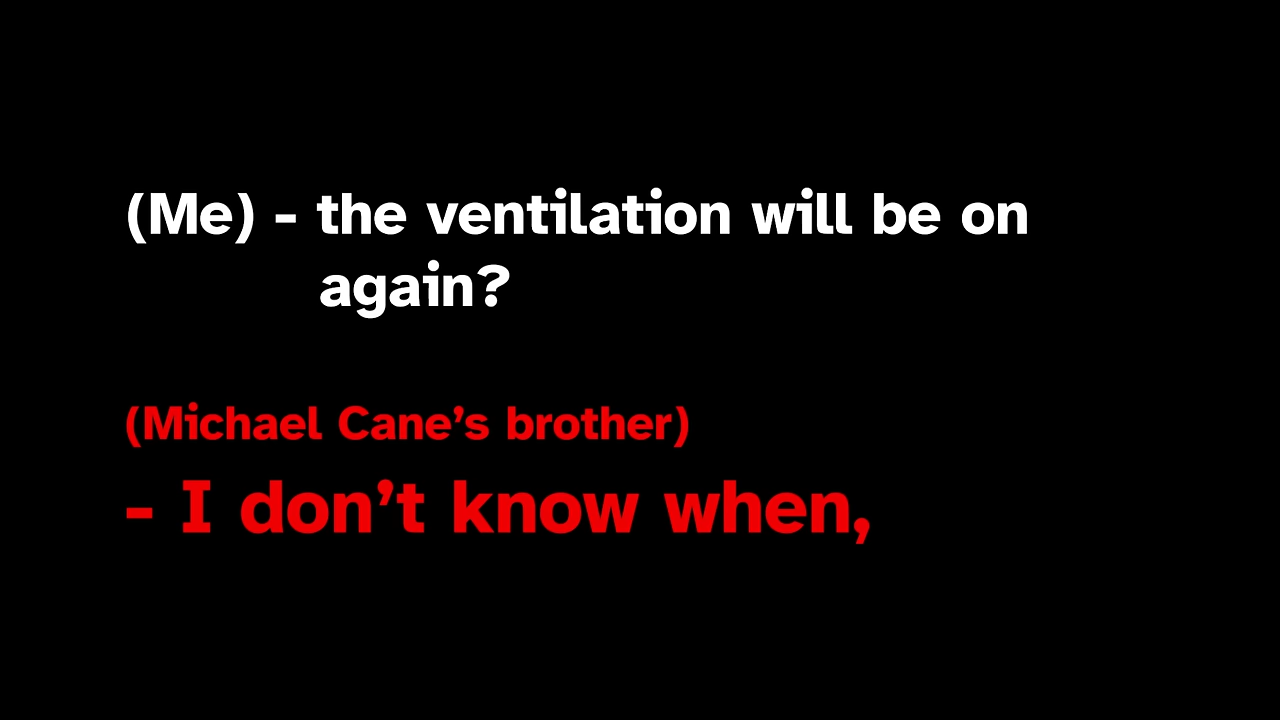 (Me) - the ventilation will be on
again?
(Michael Cane’s brother)
- I don’t know when,